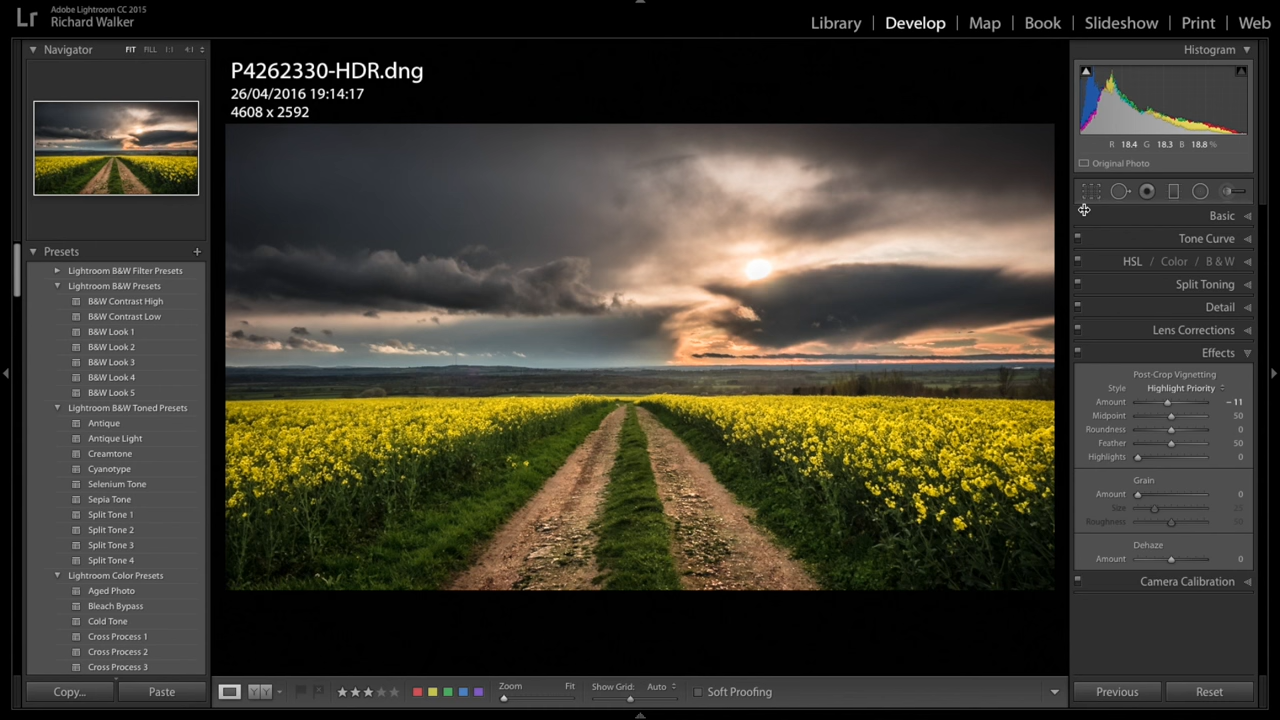 Lr
Adobe Lightroom CC 2015
Richard Walker
Library | Develop | Map | Book | Slideshow | Print | Web
Navigator FIT FILL 1:1 4:1
Presets +
Lightroom B&W Filter Presets
Lightroom B&W Presets
B&W Contrast High
B&W Contrast Low
B&W Look 1
B&W Look 2
B&W Look 3
B&W Look 4
B&W Look 5
Lightroom B&W Toned Presets
Antique
Antique Light
Creamtone
Cyanotype
Selenium Tone
Sepia Tone
Split Tone 1
Split Tone 2
Split Tone 3
Split Tone 4
Lightroom Color Presets
Aged Photo
Bleach Bypass
Cold Tone
Cross Process 1
Cross Process 2
Cross Process 3
Copy... Paste
P4262330-HDR.dng
26/04/2016 19:14:17
4608 x 2592
Zoom Fit Show Grid: Auto Soft Proofing
Histogram
R 18.4 G 18.3 B 18.8 %
Original Photo
Basic
Tone Curve
HSL / Color / B & W
Split Toning
Detail
Lens Corrections
Effects
Post-Crop Vignetting
Style Highlight Priority
Amount − 11
Midpoint 50
Roundness 0
Feather 50
Highlights 0
Grain
Amount 0
Size 25
Roughness 50
Dehaze
Amount 0
Camera Calibration
Previous Reset